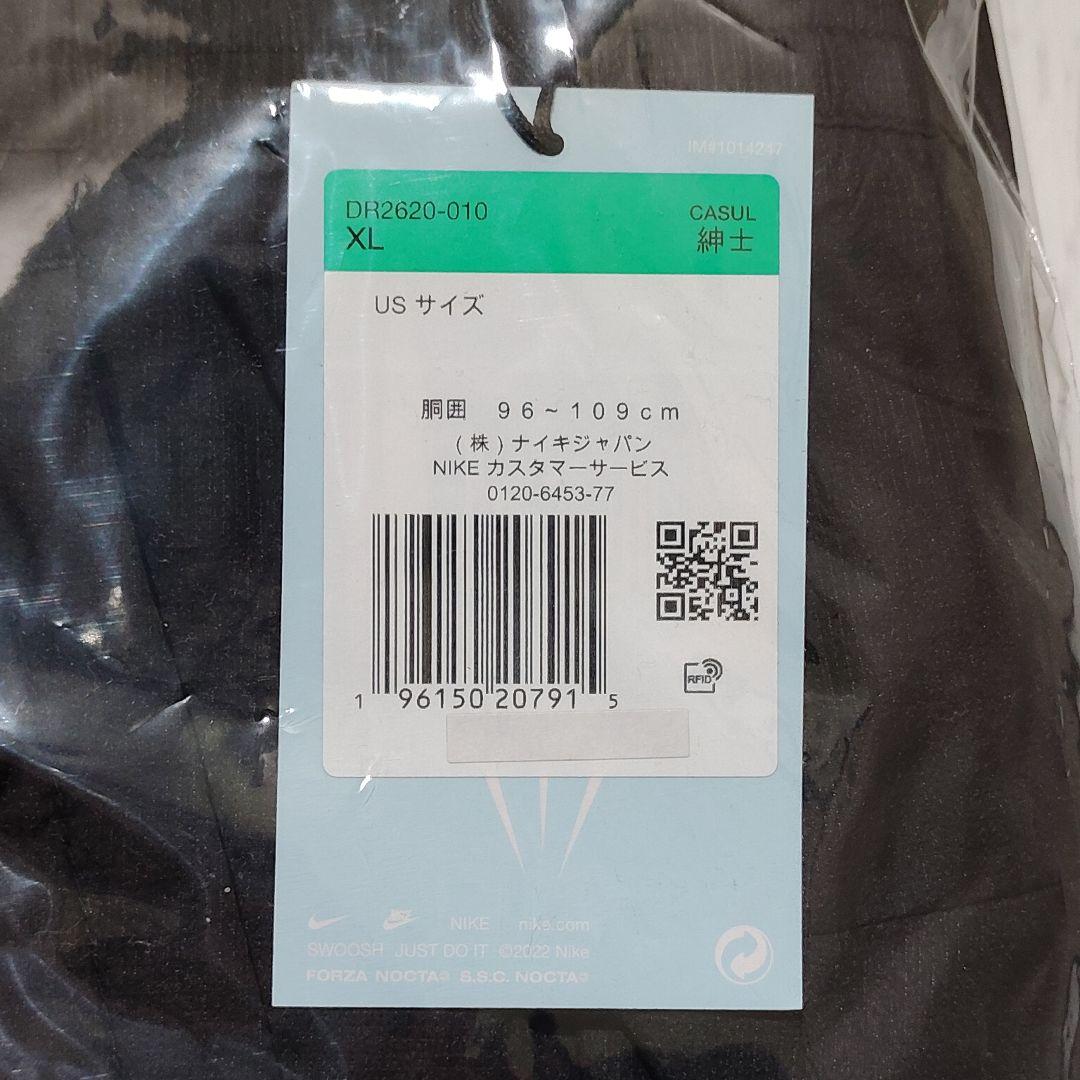 IM#1014247
DR2620-010
CASUL
XL
紳士
US サイズ
胴囲 96~109cm
(株)ナイキジャパン
NIKE カスタマーサービス
0120-6453-77
1 96150 20791 5
RFID
NIKE nike.com
SWOOSH JUST DO IT ©2022 Nike
FORZA NOCTA® S.S.C. NOCTA®